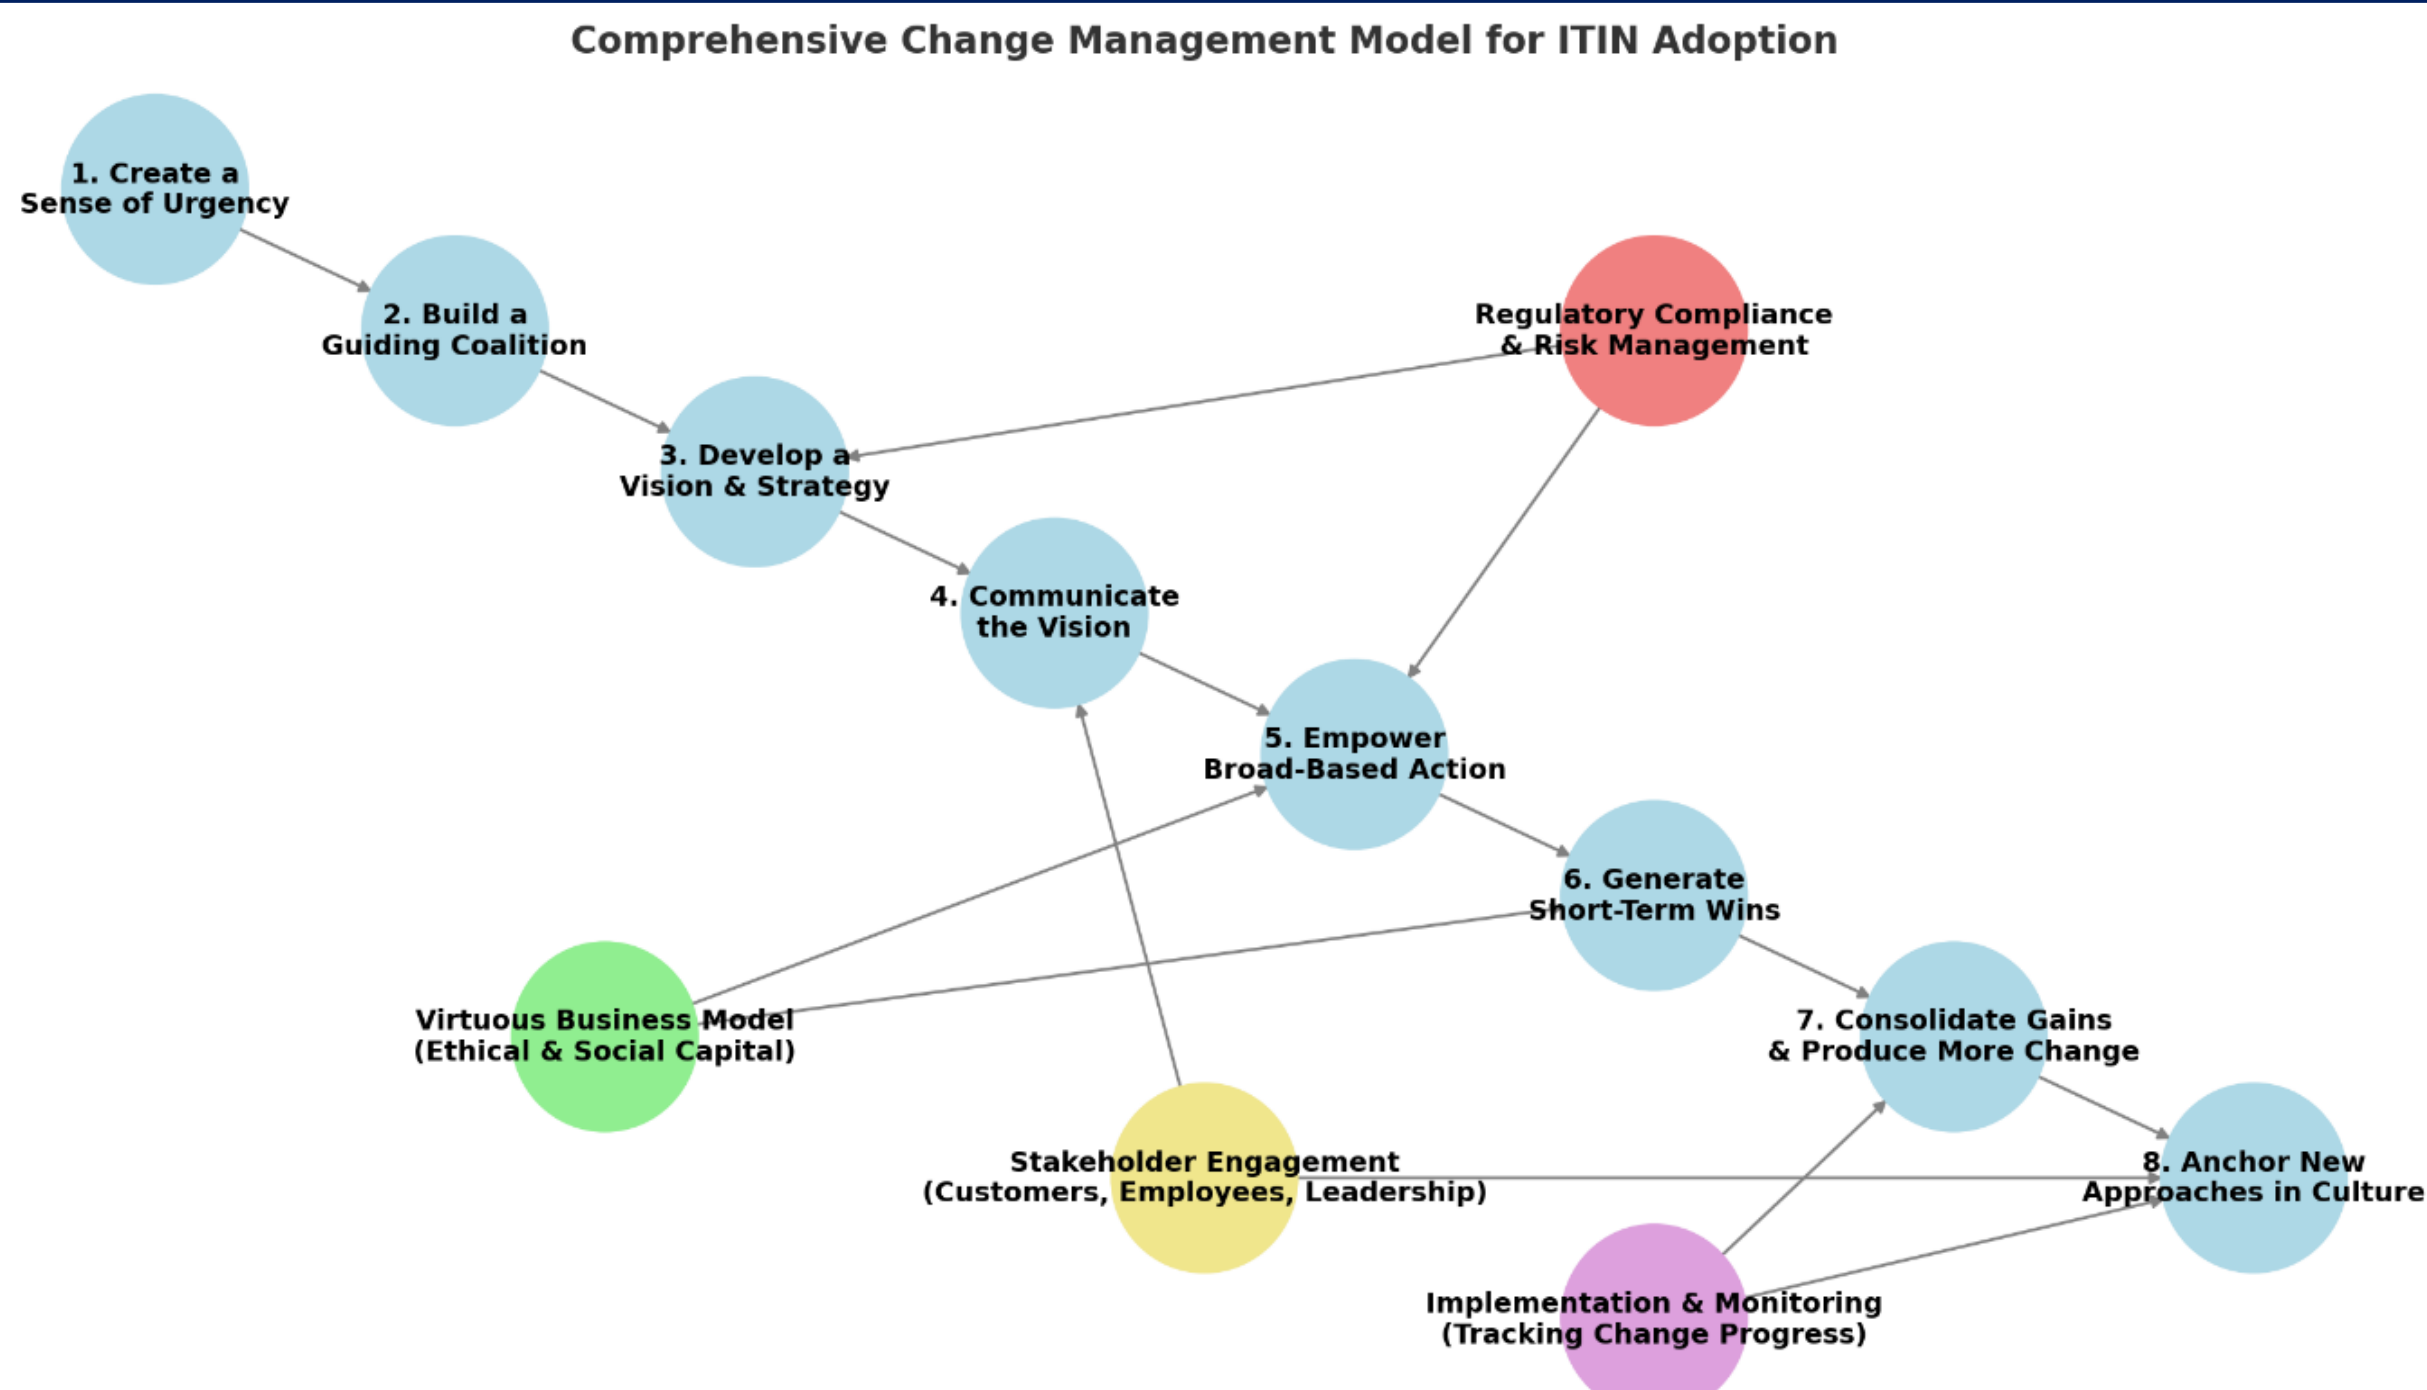 Comprehensive Change Management Model for ITIN Adoption
1. Create a
Sense of Urgency
2. Build a
Guiding Coalition
Regulatory Compliance
& Risk Management
3. Develop a
Vision & Strategy
4. Communicate
the Vision
5. Empower
Broad-Based Action
6. Generate
Short-Term Wins
Virtuous Business Model
(Ethical & Social Capital)
7. Consolidate Gains
& Produce More Change
Stakeholder Engagement
(Customers, Employees, Leadership)
8. Anchor New
Approaches in Culture
Implementation & Monitoring
(Tracking Change Progress)